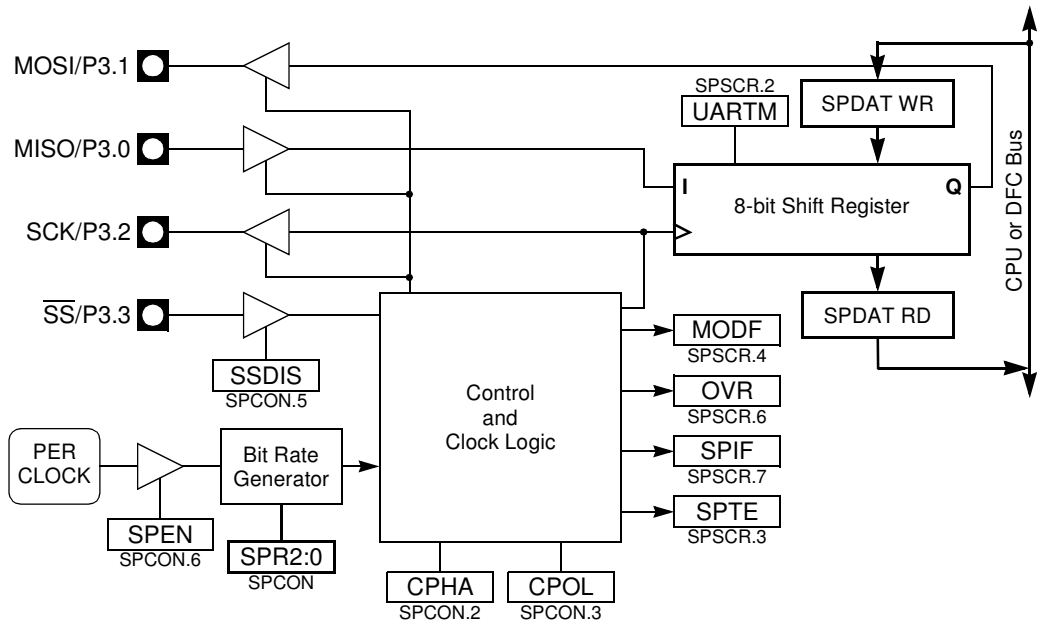 MOSI/P3.1
MISO/P3.0
SCK/P3.2
SS/P3.3
SPSCR.2
UARTM
SPDAT WR
I
Q
8-bit Shift Register
SPDAT RD
CPU or DFC Bus
SSDIS
SPCON.5
Control
and
Clock Logic
MODF
SPSCR.4
OVR
SPSCR.6
SPIF
SPSCR.7
SPTE
SPSCR.3
PER
CLOCK
Bit Rate
Generator
SPEN
SPCON.6
SPR2:0
SPCON
CPHA
SPCON.2
CPOL
SPCON.3